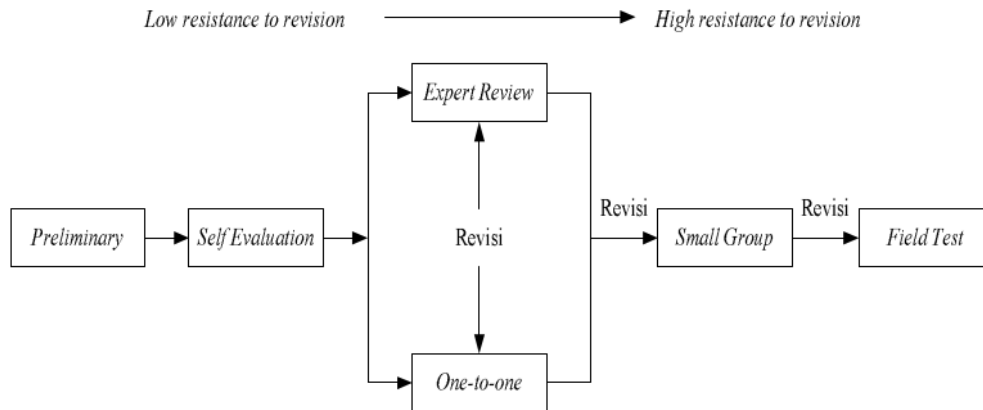 Low resistance to revision
High resistance to revision
Expert Review
Preliminary
Self Evaluation
Revisi
Revisi
Small Group
Revisi
Field Test
One-to-one